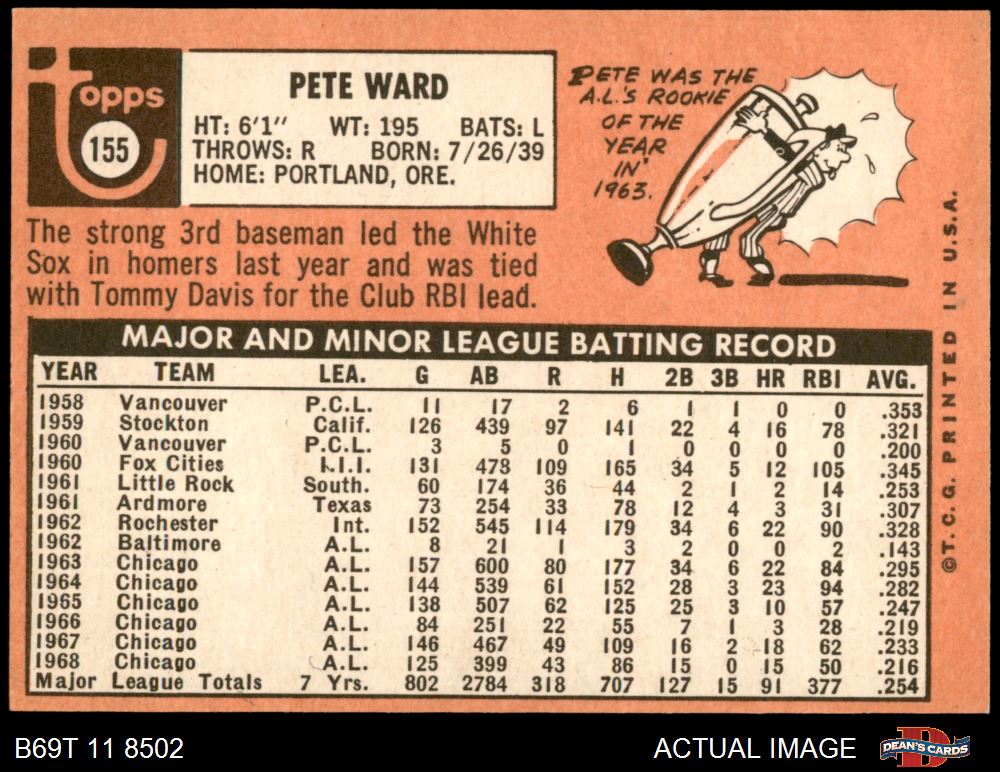 Topps
155
PETE WARD
HT: 6'1" WT: 195 BATS: L
THROWS: R BORN: 7/26/39
HOME: PORTLAND, ORE.
PETE WAS THE
A.L.'S ROOKIE
OF THE
YEAR
IN
1963.
The strong 3rd baseman led the White
Sox in homers last year and was tied
with Tommy Davis for the Club RBI lead.
MAJOR AND MINOR LEAGUE BATTING RECORD
YEAR TEAM LEA. G AB R H 2B 3B HR RBI AVG.
1958 Vancouver P.C.L. 11 17 2 6 1 1 0 0 .353
1959 Stockton Calif. 126 439 97 141 22 4 16 78 .321
1960 Vancouver P.C.L. 3 5 0 1 0 0 0 0 .200
1960 Fox Cities I.I.I. 131 478 109 165 34 5 12 105 .345
1961 Little Rock South. 60 174 36 44 2 1 2 14 .253
1961 Ardmore Texas 73 254 33 78 12 4 3 31 .307
1962 Rochester Int. 152 545 114 179 34 6 22 90 .328
1962 Baltimore A.L. 8 21 1 3 2 0 0 2 .143
1963 Chicago A.L. 157 600 80 177 34 6 22 84 .295
1964 Chicago A.L. 144 539 61 152 28 3 23 94 .282
1965 Chicago A.L. 138 507 62 125 25 3 10 57 .247
1966 Chicago A.L. 84 251 22 55 7 1 3 28 .219
1967 Chicago A.L. 146 467 49 109 16 2 18 62 .233
1968 Chicago A.L. 125 399 43 86 15 0 15 50 .216
Major League Totals 7 Yrs. 802 2784 318 707 127 15 91 377 .254
©T.C.G. PRINTED IN U.S.A.
B69T 11 8502
ACTUAL IMAGE
DEAN'S CARDS